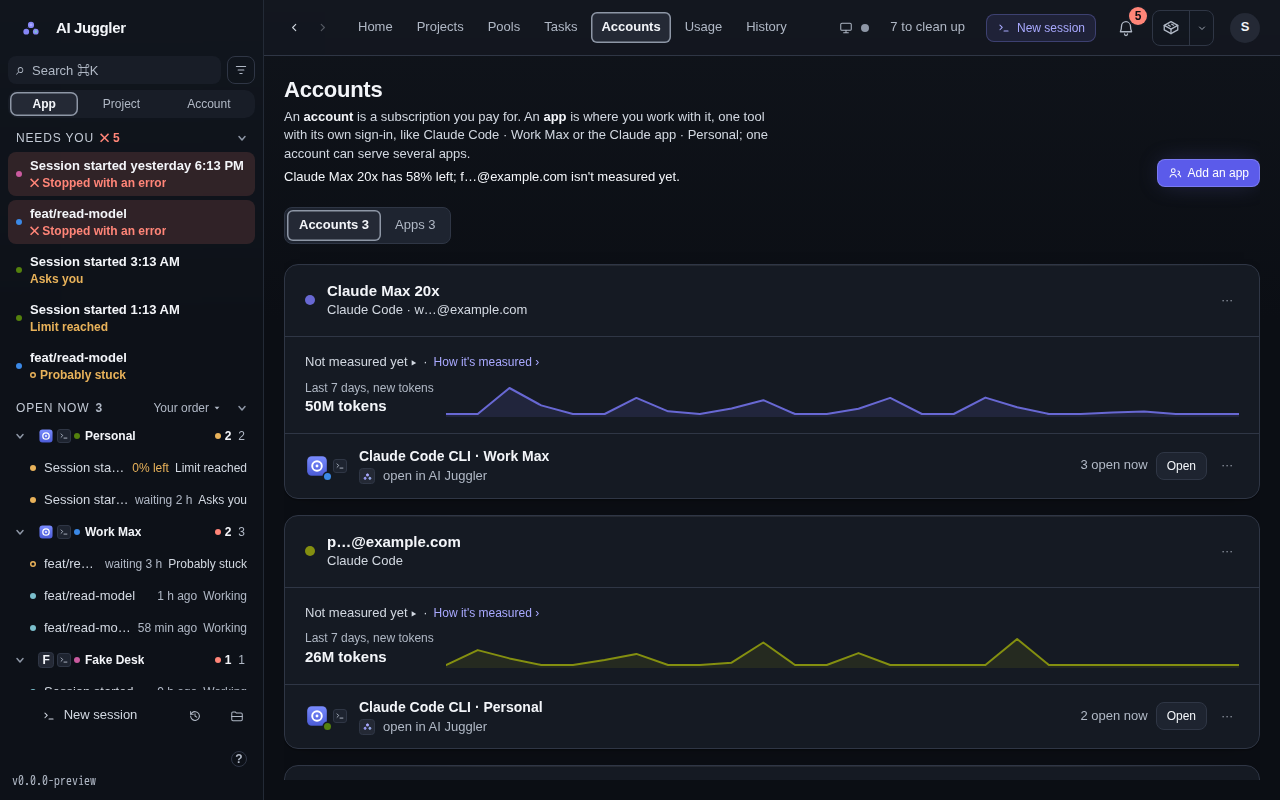 AI Juggler
Search ⌘K
App Project Account
NEEDS YOU 5
Session started yesterday 6:13 PM
Stopped with an error
feat/read-model
Stopped with an error
Session started 3:13 AM
Asks you
Session started 1:13 AM
Limit reached
feat/read-model
Probably stuck
OPEN NOW 3 Your order
Personal 2 2
Session sta… 0% left Limit reached
Session star… waiting 2 h Asks you
Work Max 2 3
feat/re… waiting 3 h Probably stuck
feat/read-model 1 h ago Working
feat/read-mo… 58 min ago Working
F Fake Desk 1 1
New session
?
v0.0.0-preview
Home Projects Pools Tasks Accounts Usage History
7 to clean up
New session
5
S
Accounts
An account is a subscription you pay for. An app is where you work with it, one tool
with its own sign-in, like Claude Code · Work Max or the Claude app · Personal; one
account can serve several apps.
Claude Max 20x has 58% left; f…@example.com isn't measured yet.
Add an app
Accounts 3 Apps 3
Claude Max 20x
Claude Code · w…@example.com
Not measured yet ▸ · How it's measured ›
Last 7 days, new tokens
50M tokens
Claude Code CLI · Work Max
open in AI Juggler
3 open now Open ···
p…@example.com
Claude Code
Not measured yet ▸ · How it's measured ›
Last 7 days, new tokens
26M tokens
Claude Code CLI · Personal
open in AI Juggler
2 open now Open ···